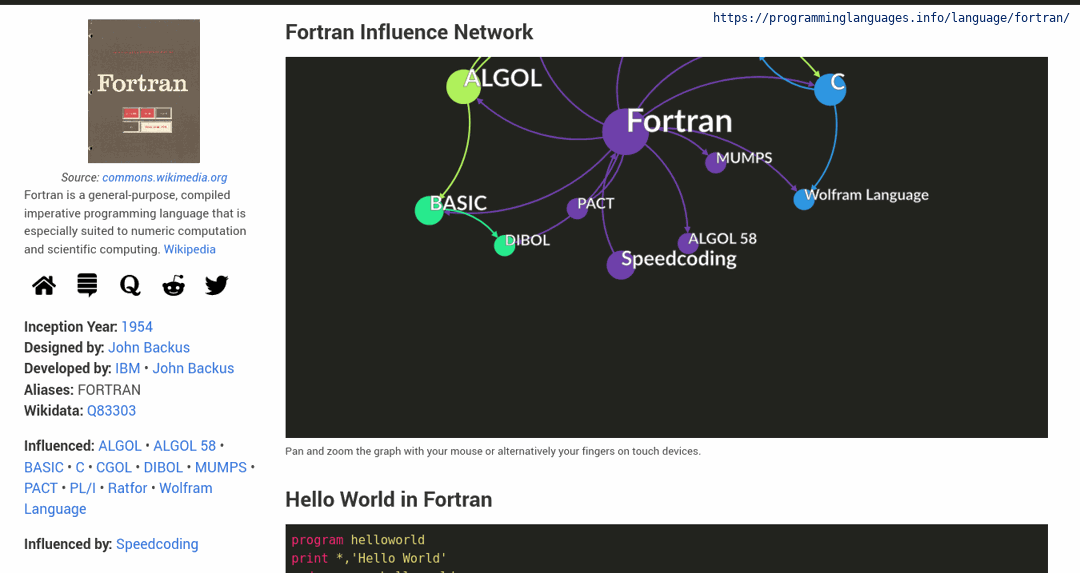 https://programminglanguages.info/language/fortran/
Fortran
Source: commons.wikimedia.org
Fortran is a general-purpose, compiled
imperative programming language that is
especially suited to numeric computation
and scientific computing. Wikipedia
Inception Year: 1954
Designed by: John Backus
Developed by: IBM • John Backus
Aliases: FORTRAN
Wikidata: Q83303
Influenced: ALGOL • ALGOL 58 •
BASIC • C • CGOL • DIBOL • MUMPS •
PACT • PL/I • Ratfor • Wolfram
Language
Influenced by: Speedcoding
Fortran Influence Network
ALGOL
C
Fortran
MUMPS
Wolfram Language
BASIC
PACT
DIBOL
ALGOL 58
Speedcoding
Pan and zoom the graph with your mouse or alternatively your fingers on touch devices.
Hello World in Fortran
program helloworld
print *,'Hello World'